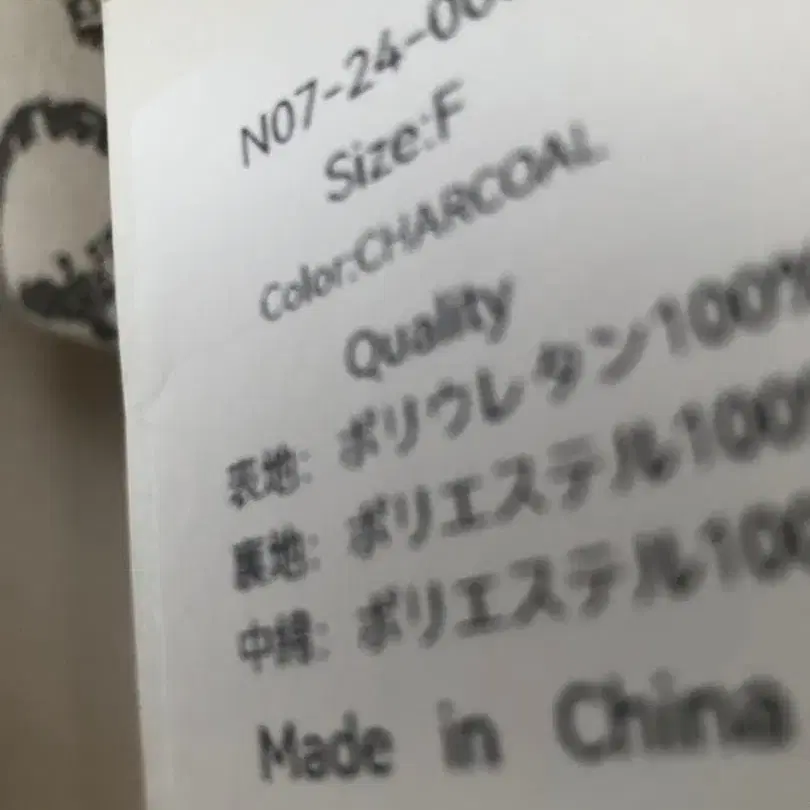 N07-24-00
Size:F
Color:CHARCOAL
Quality
表地: ポリウレタン100%
裏地: ポリエステル100%
中綿: ポリエステル100
Made in China